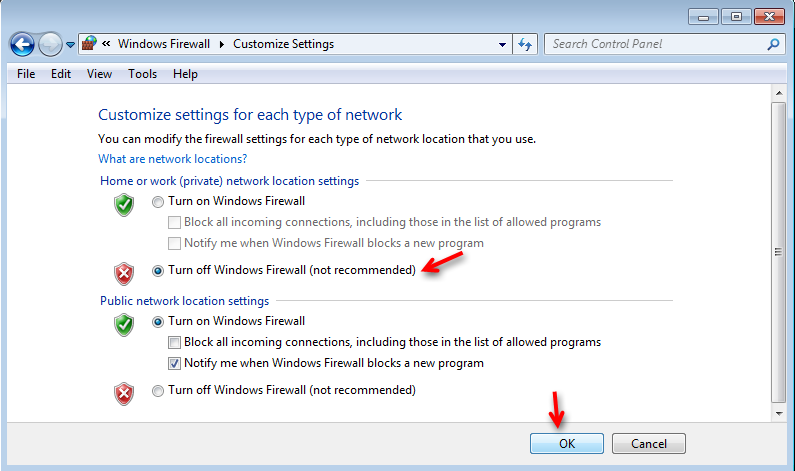 « Windows Firewall ▸ Customize Settings
Search Control Panel
File Edit View Tools Help
Customize settings for each type of network
You can modify the firewall settings for each type of network location that you use.
What are network locations?
Home or work (private) network location settings
Turn on Windows Firewall
Block all incoming connections, including those in the list of allowed programs
Notify me when Windows Firewall blocks a new program
Turn off Windows Firewall (not recommended)
Public network location settings
Turn on Windows Firewall
Block all incoming connections, including those in the list of allowed programs
Notify me when Windows Firewall blocks a new program
Turn off Windows Firewall (not recommended)
OK Cancel